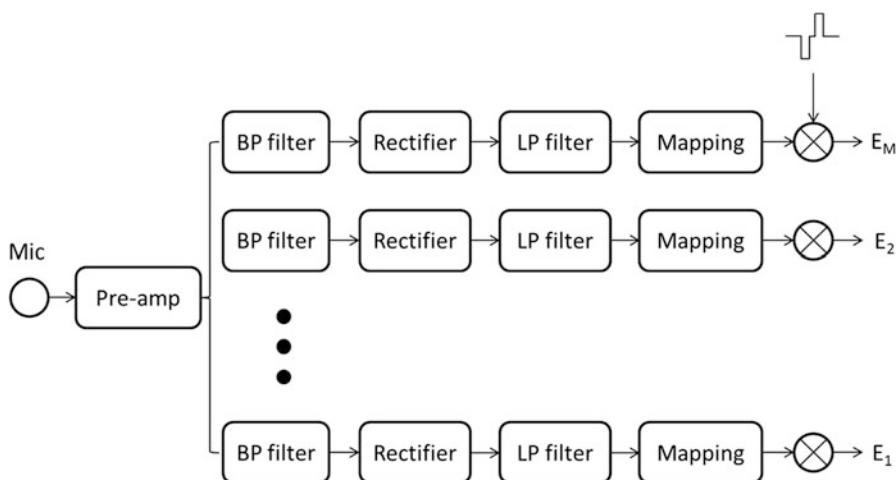 BP filter Rectifier LP filter Mapping E_M
BP filter Rectifier LP filter Mapping E_2
Mic
Pre-amp
BP filter Rectifier LP filter Mapping E_1